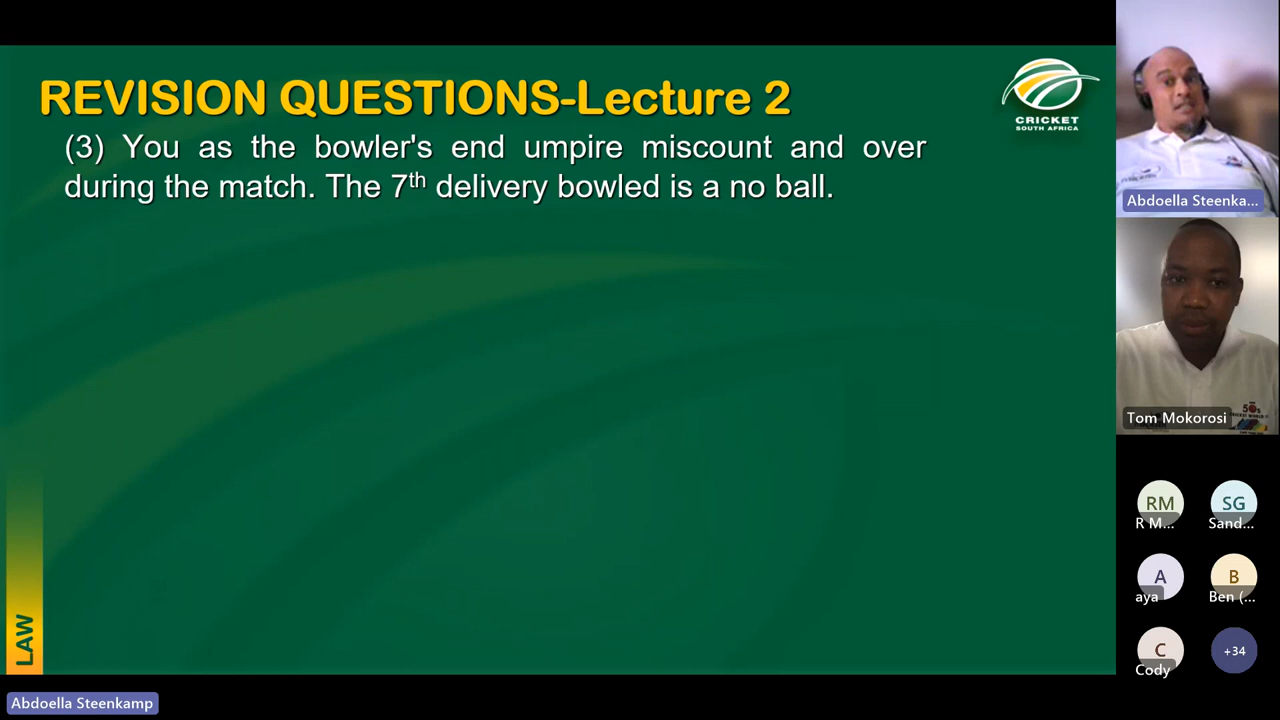 REVISION QUESTIONS-Lecture 2
CRICKET
SOUTH AFRICA
(3) You as the bowler's end umpire miscount and over
during the match. The 7th delivery bowled is a no ball.
LAW
Abdoella Steenkamp
Abdoella Steenka...
Tom Mokorosi
RM
R M...
SG
Sand...
A
aya
B
Ben (...
C
Cody
+34